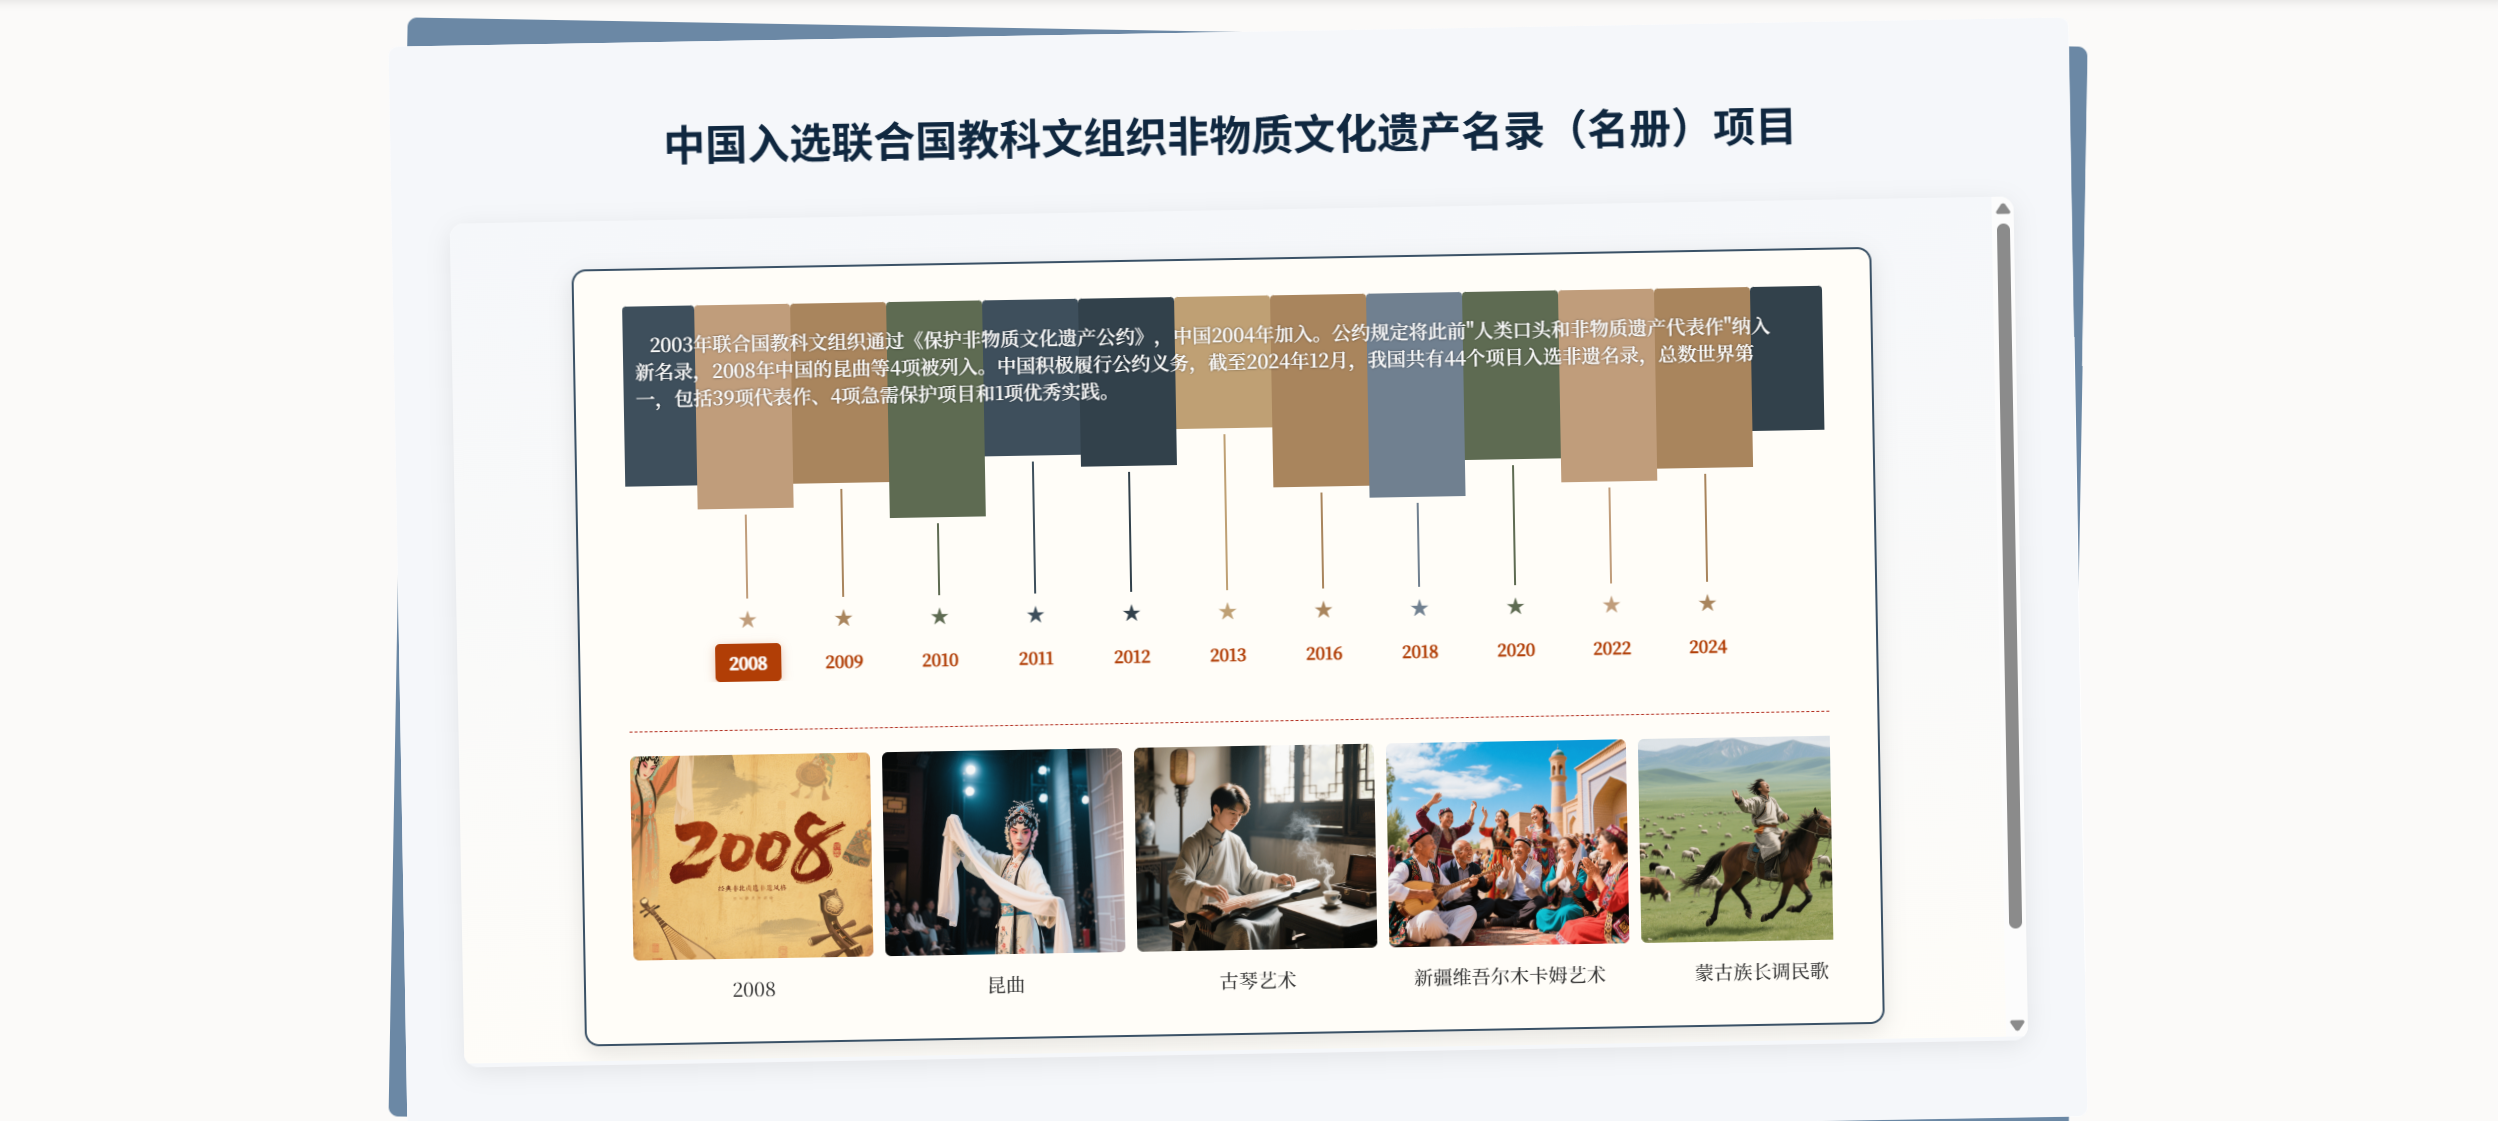 中国入选联合国教科文组织非物质文化遗产名录（名册）项目
2003年联合国教科文组织通过《保护非物质文化遗产公约》，中国2004年加入。公约规定将此前"人类口头和非物质遗产代表作"纳入
新名录，2008年中国的昆曲等4项被列入。中国积极履行公约义务，截至2024年12月，我国共有44个项目入选非遗名录，总数世界第
一，包括39项代表作、4项急需保护项目和1项优秀实践。
2008 2009 2010 2011 2012 2013 2016 2018 2020 2022 2024
2008
2008 昆曲 古琴艺术 新疆维吾尔木卡姆艺术 蒙古族长调民歌